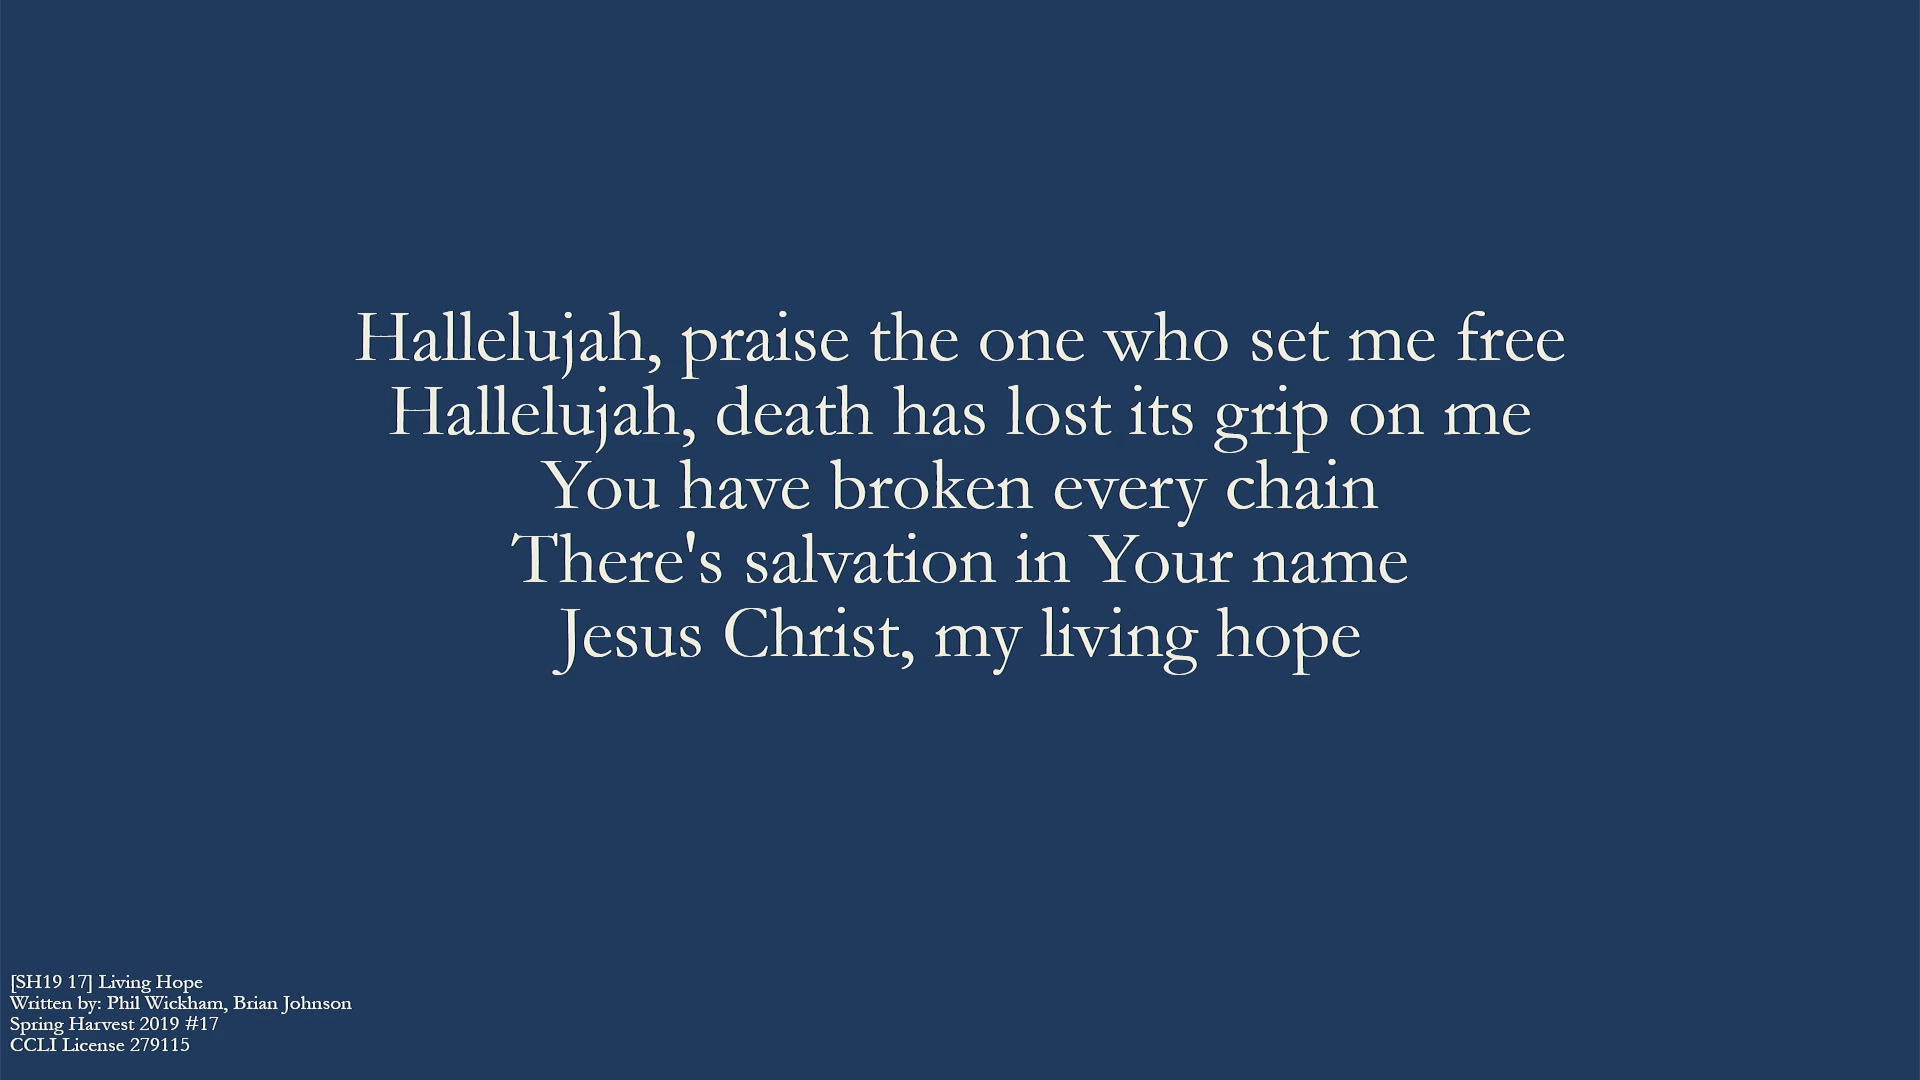 Hallelujah, praise the one who set me free
Hallelujah, death has lost its grip on me
You have broken every chain
There's salvation in Your name
Jesus Christ, my living hope
[SH19 17] Living Hope
Written by: Phil Wickham, Brian Johnson
Spring Harvest 2019 #17
CCLI License 279115